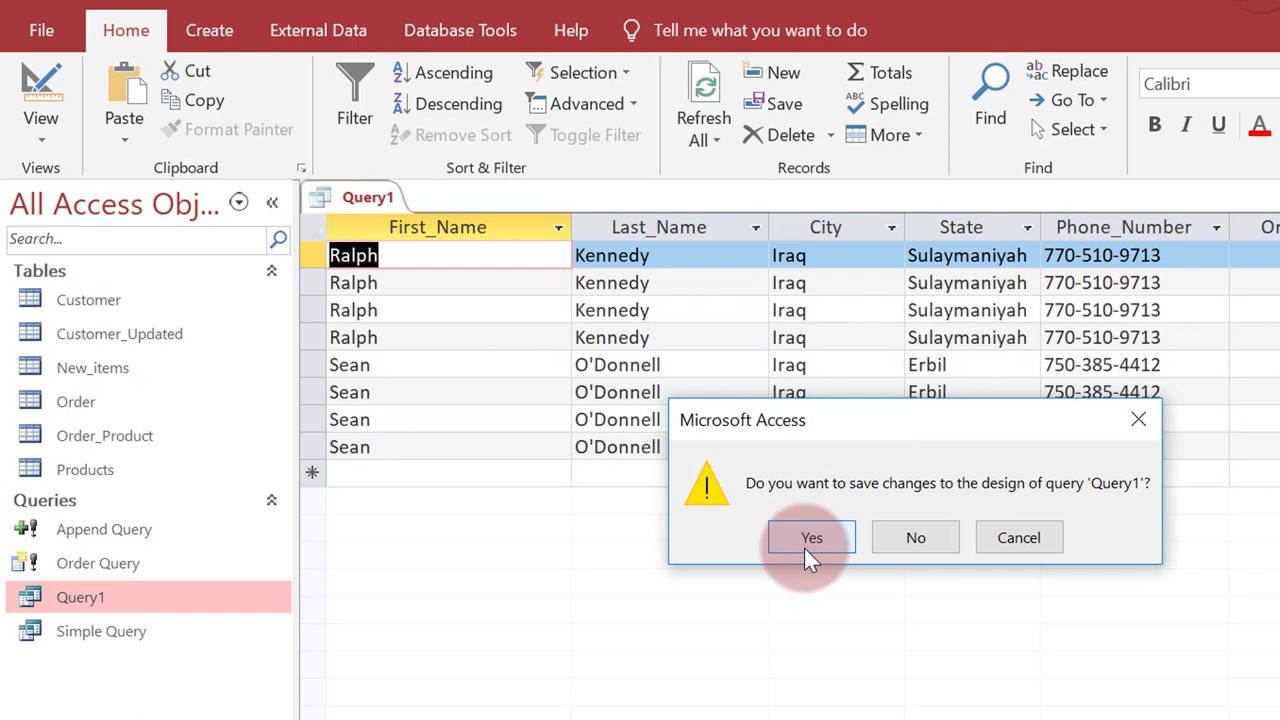 File Home Create External Data Database Tools Help Tell me what you want to do
View
Views
Paste
Cut
Copy
Format Painter
Clipboard
Filter
Ascending
Descending
Remove Sort
Selection
Advanced
Toggle Filter
Sort & Filter
Refresh
All
New
Save
Delete
Totals
Spelling
More
Records
Find
Replace
Go To
Select
Find
Calibri
B I U A
All Access Obj...
Search...
Tables
Customer
Customer_Updated
New_items
Order
Order_Product
Products
Queries
Append Query
Order Query
Query1
Simple Query
Query1
First_Name Last_Name City State Phone_Number Or
Ralph Kennedy Iraq Sulaymaniyah 770-510-9713
Ralph Kennedy Iraq Sulaymaniyah 770-510-9713
Ralph Kennedy Iraq Sulaymaniyah 770-510-9713
Ralph Kennedy Iraq Sulaymaniyah 770-510-9713
Sean O'Donnell Iraq Erbil 750-385-4412
Sean O'Donnell Iraq Erbil 750-385-4412
Sean O'Donnell
Sean O'Donnell
Microsoft Access
Do you want to save changes to the design of query 'Query1'?
Yes No Cancel